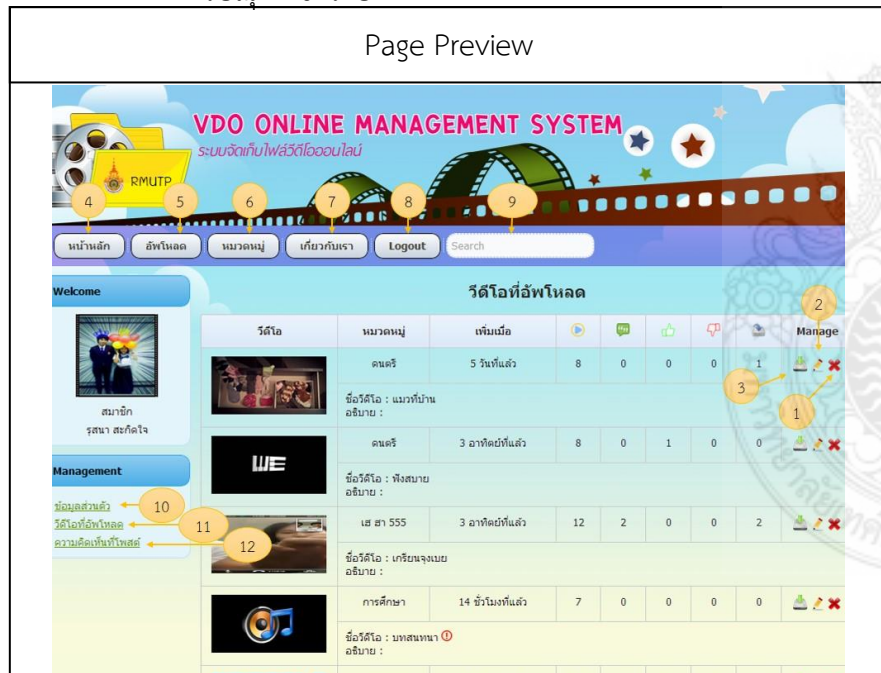 Page Preview
VDO ONLINE MANAGEMENT SYSTEM
ระบบจัดเก็บไฟล์วีดีโอออนไลน์
RMUTP
4 5 6 7 8 9
หน้าหลัก อัพโหลด หมวดหมู่ เกี่ยวกับเรา Logout Search
Welcome
สมาชิก
รุสนา สะกิดใจ
Management
ข้อมูลส่วนตัว 10
วีดีโอที่อัพโหลด 11
ความคิดเห็นที่โพสต์ 12
วีดีโอที่อัพโหลด
2
วีดีโอ หมวดหมู่ เพิ่มเมื่อ Manage
ดนตรี 5 วันที่แล้ว 8 0 0 0 1
3
1
ชื่อวีดีโอ : แมวที่บ้าน
อธิบาย :
WE
ดนตรี 3 อาทิตย์ที่แล้ว 8 0 1 0 0
ชื่อวีดีโอ : ฟังสบาย
อธิบาย :
เฮ ฮา 555 3 อาทิตย์ที่แล้ว 12 2 0 0 2
ชื่อวีดีโอ : เกรียนจุงเบย
อธิบาย :
การศึกษา 14 ชั่วโมงที่แล้ว 7 0 0 0 0
ชื่อวีดีโอ : บทสนทนา
อธิบาย :